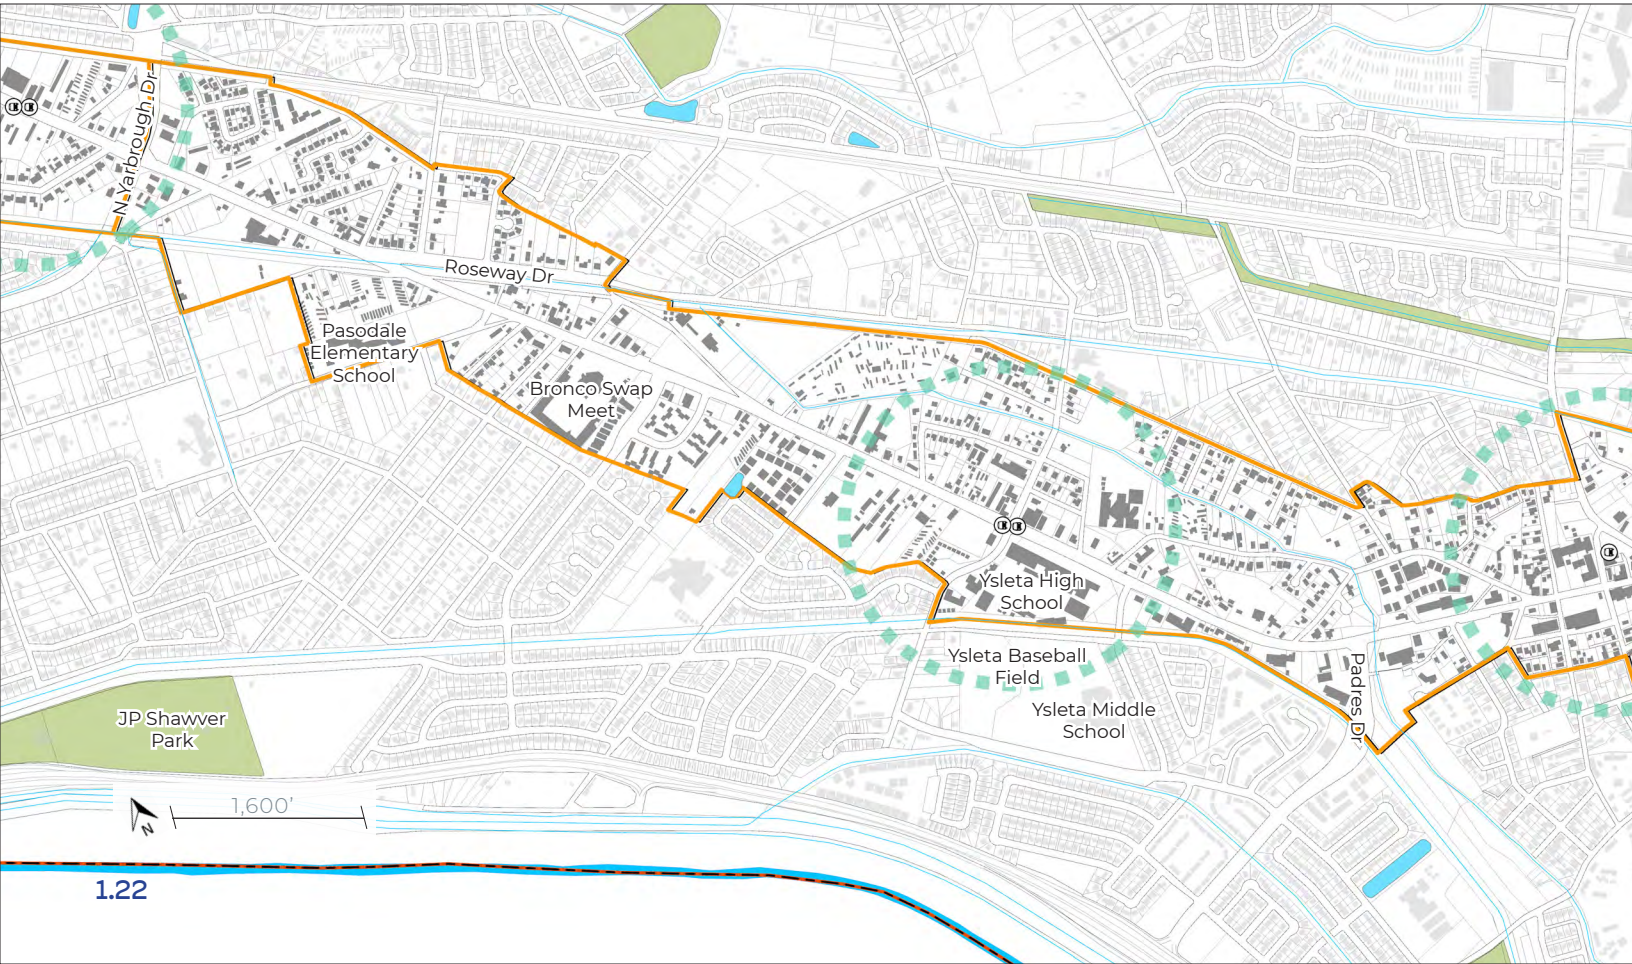 N Yarbrough Dr
Roseway Dr
Pasodale
Elementary
School
Bronco Swap
Meet
Ysleta High
School
Ysleta Baseball
Field
Ysleta Middle
School
Padres Dr
JP Shawver
Park
N
1,600'
1.22